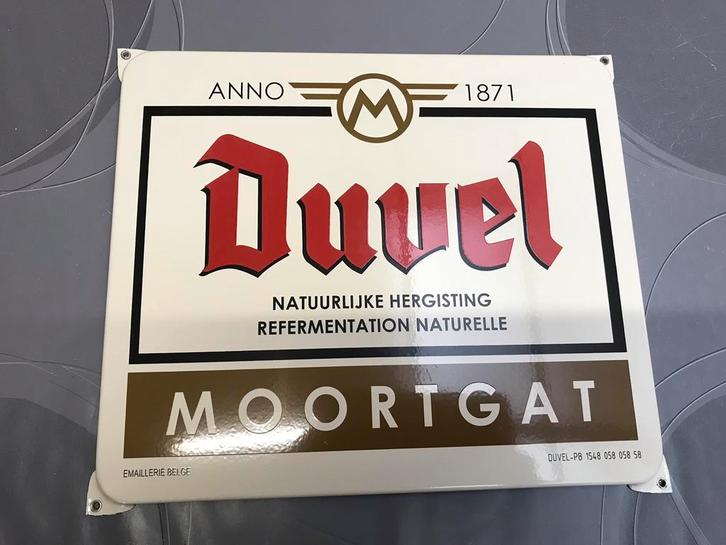 ANNO M 1871
Duvel
NATUURLIJKE HERGISTING
REFERMENTATION NATURELLE
MOORTGAT
EMAILLERIE BELGE
DUVEL-PB 1548 058 058 58